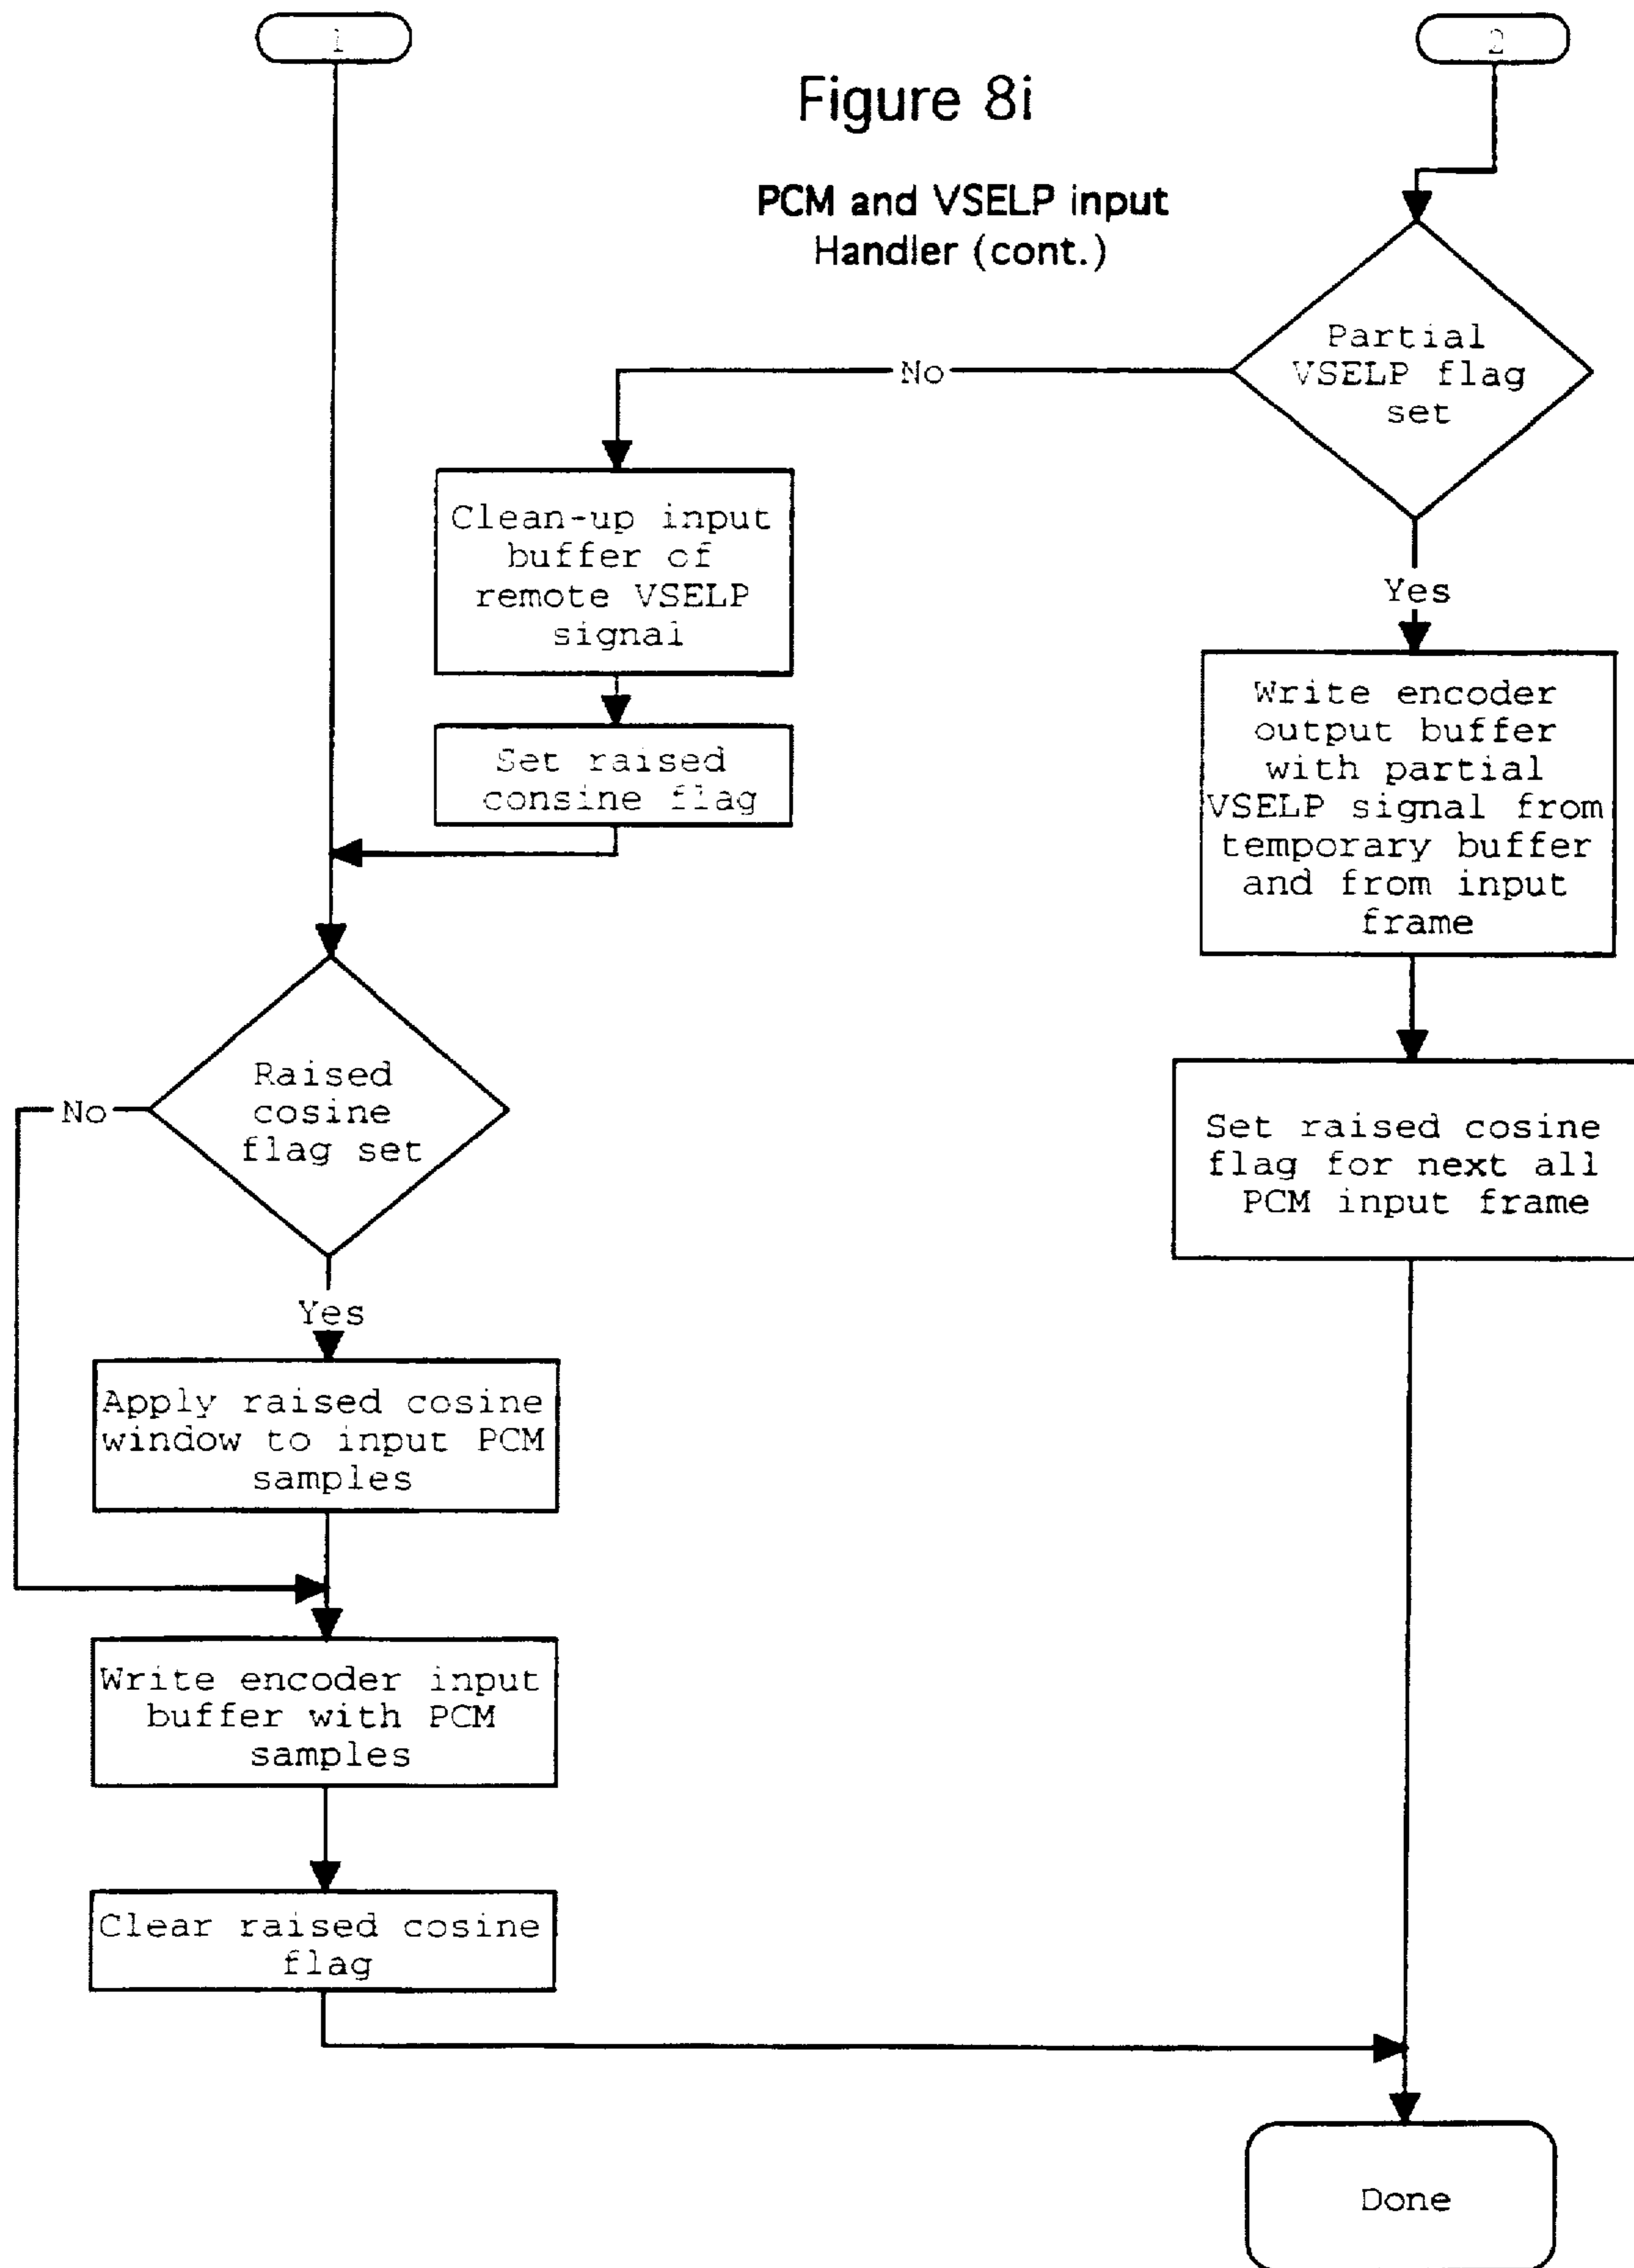 1
2
Figure 8i
PCM and VSELP input
Handler (cont.)
Partial
VSELP flag
set
No
Clean-up input
buffer of
remote VSELP
signal
Yes
Set raised
consine flag
Write encoder
output buffer
with partial
VSELP signal from
temporary buffer
and from input
frame
Raised
cosine
flag set
No
Set raised cosine
flag for next all
PCM input frame
Yes
Apply raised cosine
window to input PCM
samples
Write encoder input
buffer with PCM
samples
Clear raised cosine
flag
Done